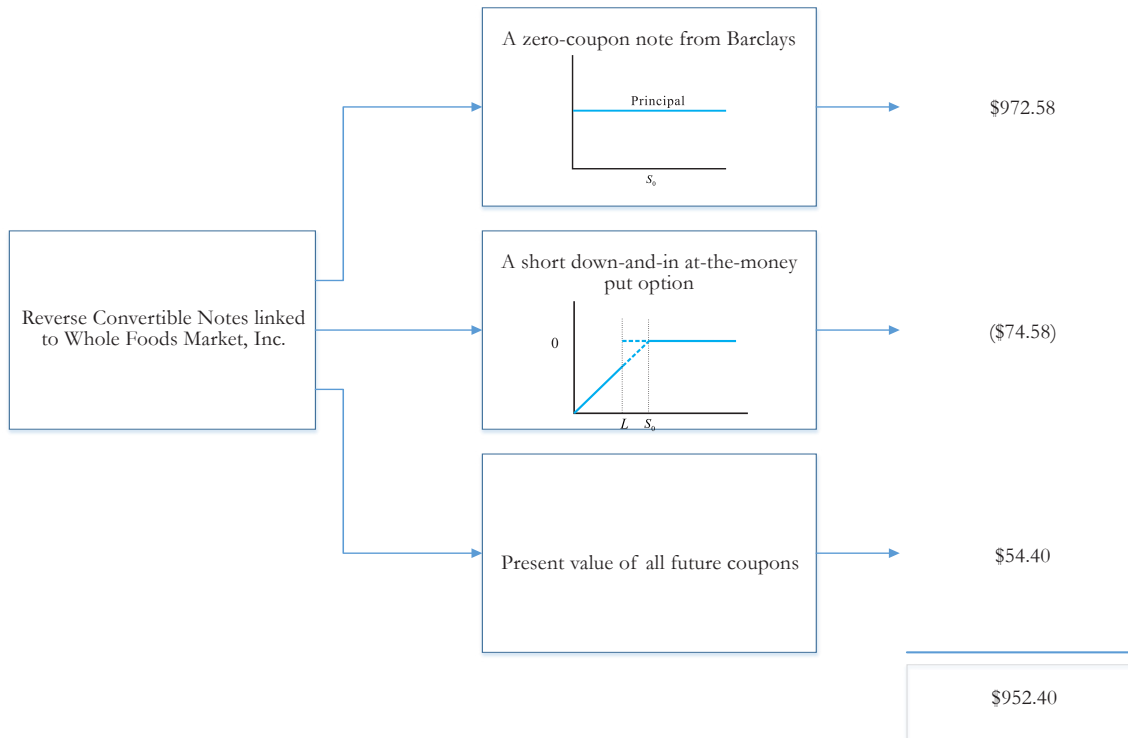 A zero-coupon note from Barclays
Principal
S₀
$972.58
Reverse Convertible Notes linked
to Whole Foods Market, Inc.
A short down-and-in at-the-money
put option
0
L S₀
($74.58)
Present value of all future coupons
$54.40
$952.40